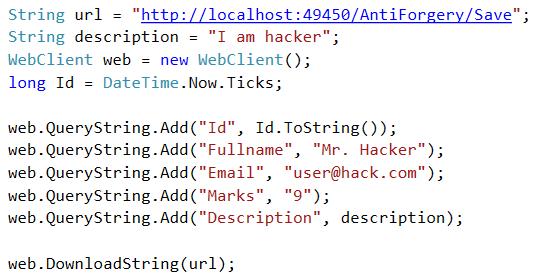 String url = "http://localhost:49450/AntiForgery/Save";
String description = "I am hacker";
WebClient web = new WebClient();
long Id = DateTime.Now.Ticks;
web.QueryString.Add("Id", Id.ToString());
web.QueryString.Add("Fullname", "Mr. Hacker");
web.QueryString.Add("Email", "user@hack.com");
web.QueryString.Add("Marks", "9");
web.QueryString.Add("Description", description);
web.DownloadString(url);